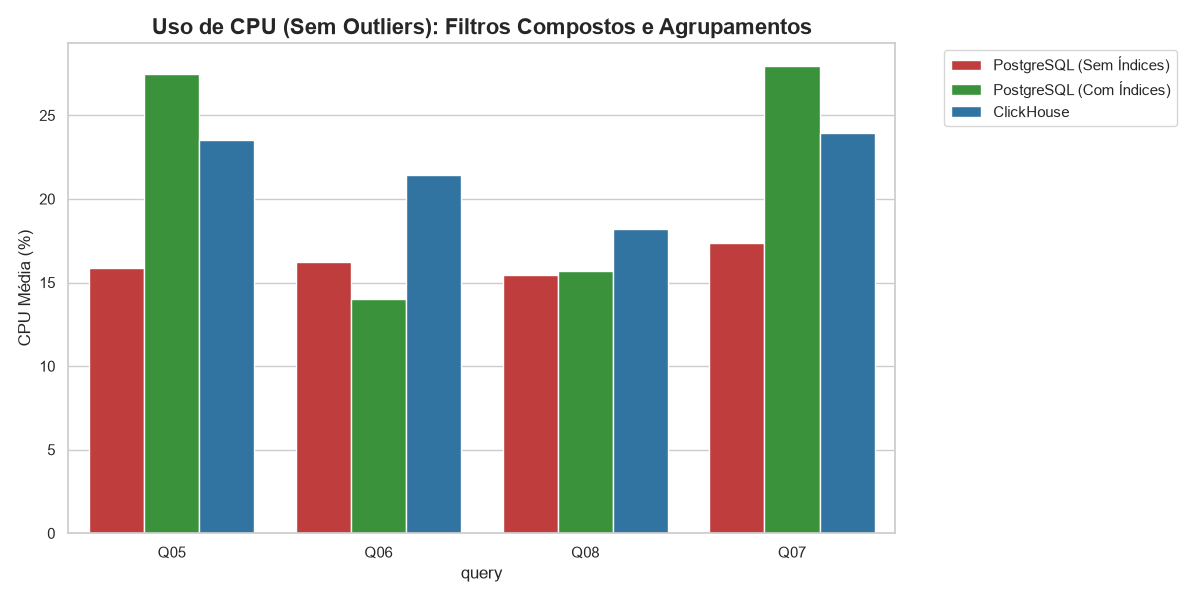 Uso de CPU (Sem Outliers): Filtros Compostos e Agrupamentos
PostgreSQL (Sem Índices)
PostgreSQL (Com Índices)
ClickHouse
CPU Média (%)
25
20
15
10
5
0
Q05
Q06
Q08
Q07
query